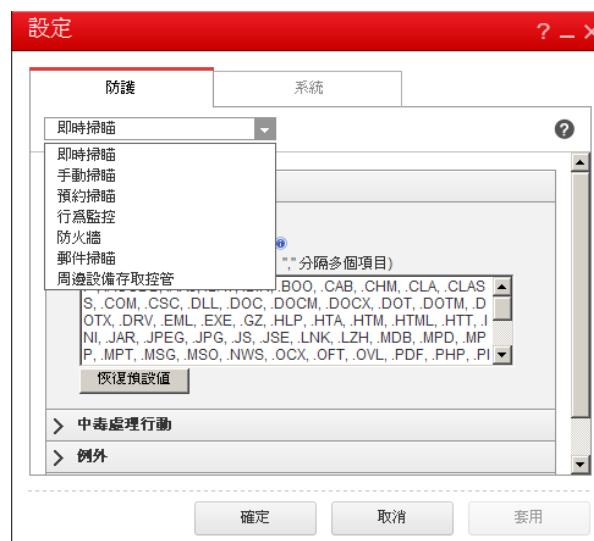 設定
? _ ×
防護
系統
即時掃瞄
?
即時掃瞄
手動掃瞄
預約掃瞄
行為監控
防火牆
郵件掃瞄
周邊設備存取控管
"," 分隔多個項目)
.BOO, .CAB, .CHM, .CLA, .CLAS
S, .COM, .CSC, .DLL, .DOC, .DOCM, .DOCX, .DOT, .DOTM, .D
OTX, .DRV, .EML, .EXE, .GZ, .HLP, .HTA, .HTM, .HTML, .HTT, .I
NI, .JAR, .JPEG, .JPG, .JS, .JSE, .LNK, .LZH, .MDB, .MPD, .MP
P, .MPT, .MSG, .MSO, .NWS, .OCX, .OFT, .OVL, .PDF, .PHP, .PI
恢復預設値
中毒處理行動
例外
確定
取消
套用